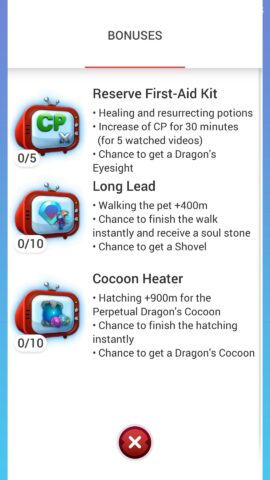 BONUSES
CP
0/5
Reserve First-Aid Kit
• Healing and resurrecting potions
• Increase of CP for 30 minutes
(for 5 watched videos)
• Chance to get a Dragon's
Eyesight
0/10
Long Lead
• Walking the pet +400m
• Chance to finish the walk
instantly and receive a soul stone
• Chance to get a Shovel
0/10
Cocoon Heater
• Hatching +900m for the
Perpetual Dragon's Cocoon
• Chance to finish the hatching
instantly
• Chance to get a Dragon's Cocoon